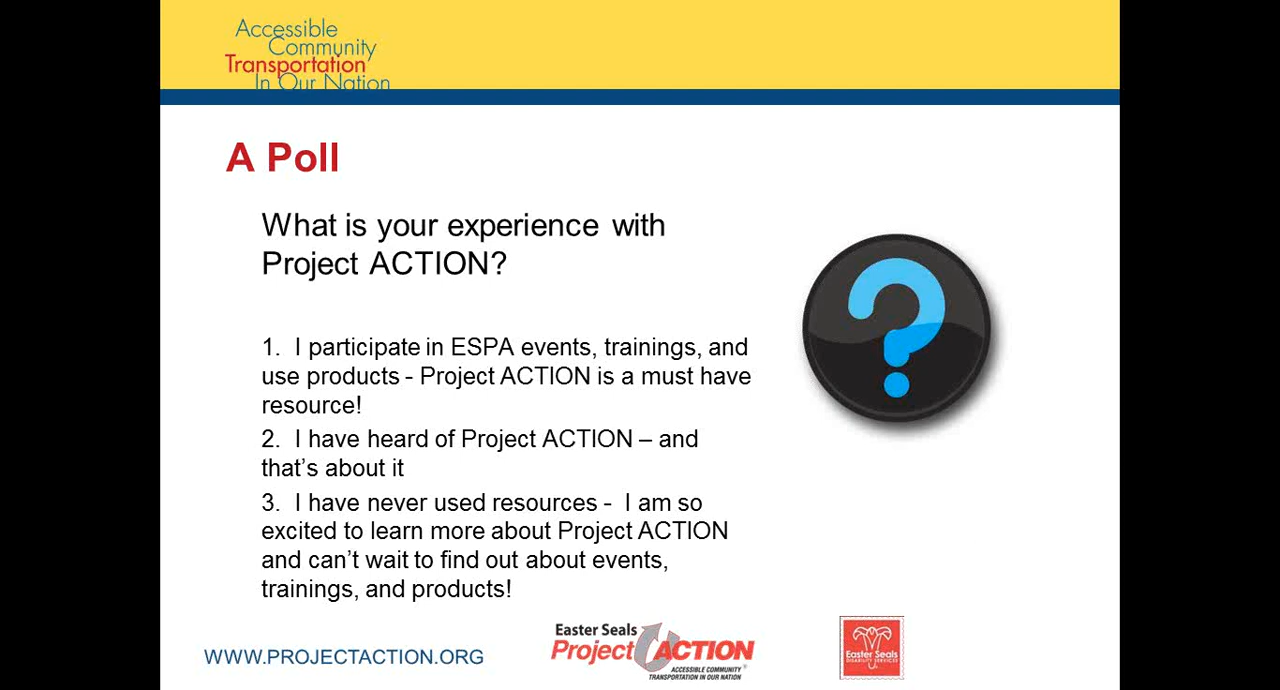 Accessible
Community
Transportation
In Our Nation
A Poll
What is your experience with
Project ACTION?
1. I participate in ESPA events, trainings, and
use products - Project ACTION is a must have
resource!
2. I have heard of Project ACTION – and
that’s about it
3. I have never used resources - I am so
excited to learn more about Project ACTION
and can’t wait to find out about events,
trainings, and products!
WWW.PROJECTACTION.ORG
Easter Seals
Project ACTION
ACCESSIBLE COMMUNITY
TRANSPORTATION IN OUR NATION
Easter Seals
DISABILITY SERVICES